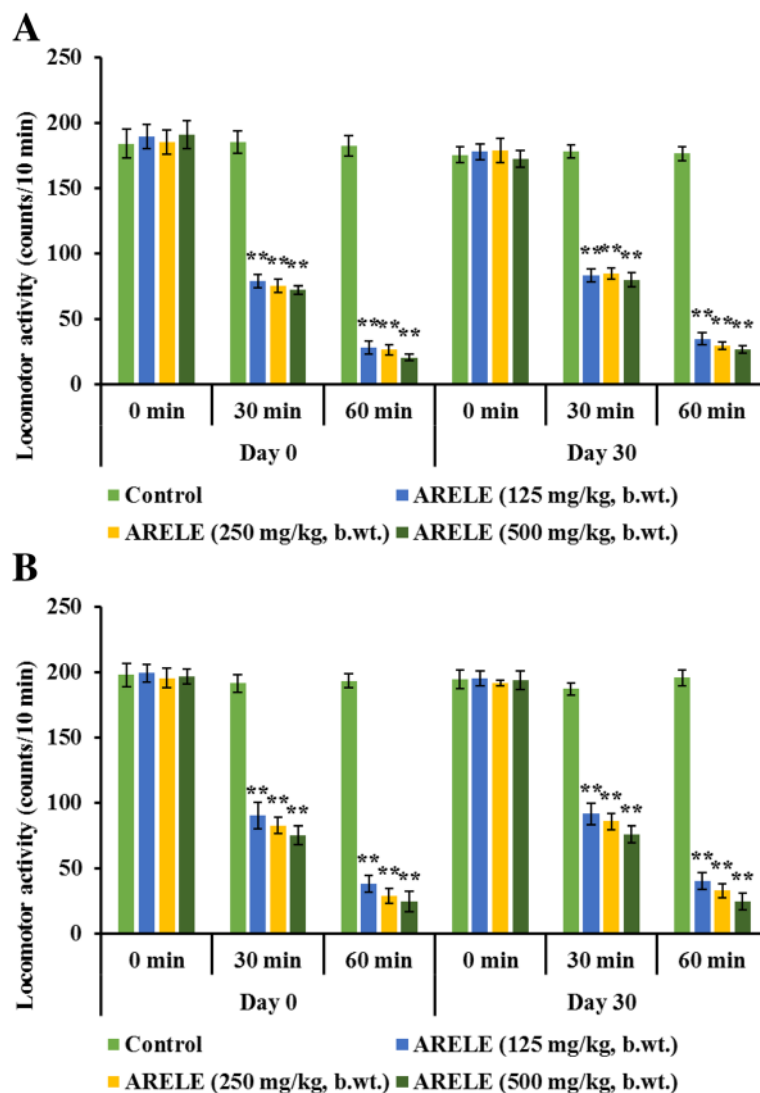 A
Locomotor activity (counts/10 min)
250
200
150
100
50
0
** ** **
** ** **
** ** **
** ** **
0 min 30 min 60 min 0 min 30 min 60 min
Day 0 Day 30
Control ARELE (125 mg/kg, b.wt.)
ARELE (250 mg/kg, b.wt.) ARELE (500 mg/kg, b.wt.)
B
Locomotor activity (counts/10 min)
250
200
150
100
50
0
** ** **
** ** **
** ** **
** ** **
0 min 30 min 60 min 0 min 30 min 60 min
Day 0 Day 30
Control ARELE (125 mg/kg, b.wt.)
ARELE (250 mg/kg, b.wt.) ARELE (500 mg/kg, b.wt.)